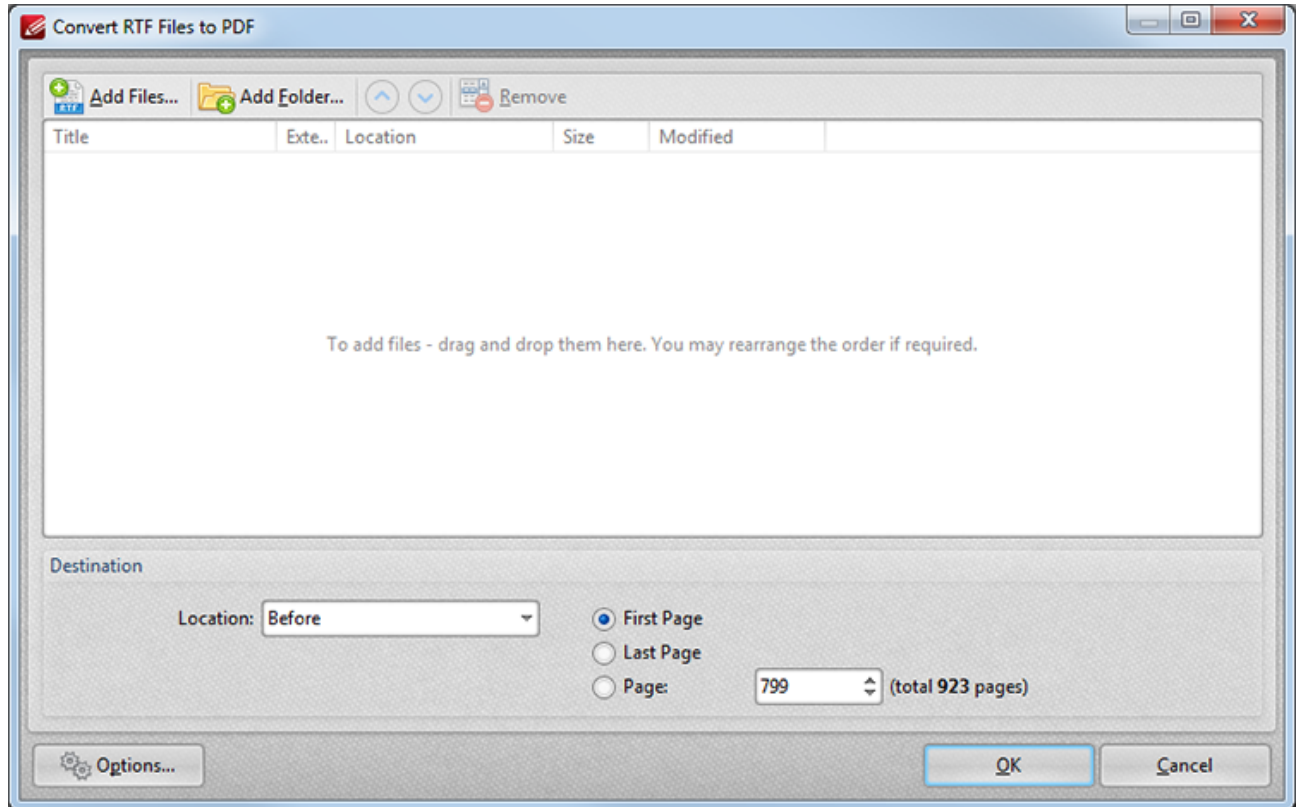 Convert RTF Files to PDF
RTF Add Files... Add Folder... Remove
Title Exte.. Location Size Modified
To add files - drag and drop them here. You may rearrange the order if required.
Destination
Location: Before First Page
Last Page
Page: 799 (total 923 pages)
Options... OK Cancel